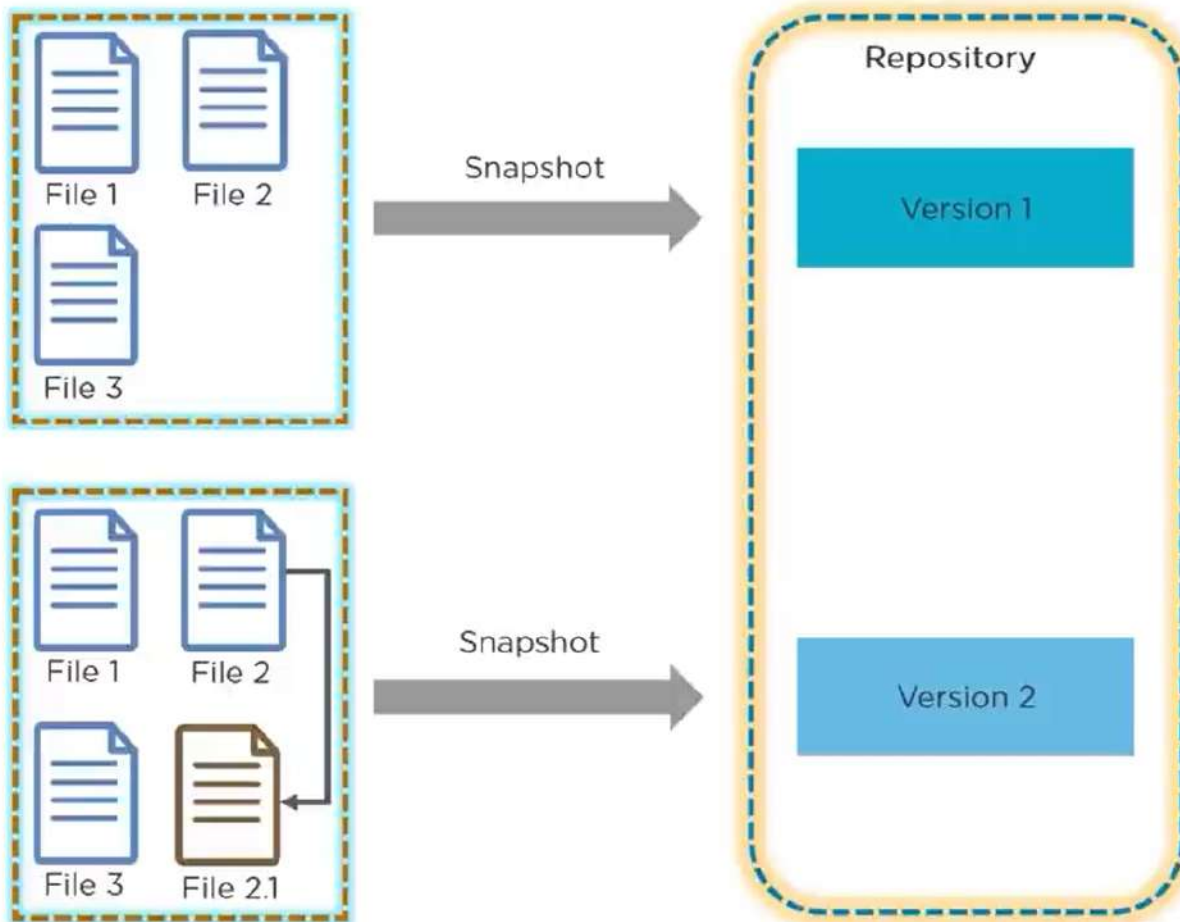 File 1
File 2
File 3
Snapshot
Repository
Version 1
File 1
File 2
File 3
File 2.1
Snapshot
Version 2